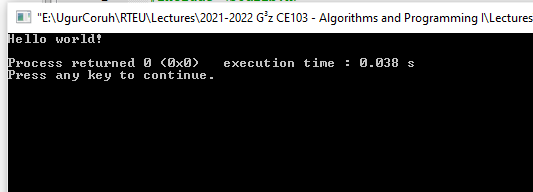 "E:\UgurCoruh\RTEU\Lectures\2021-2022 G³z CE103 - Algorithms and Programming I\Lectures
Hello world!
Process returned 0 (0x0)   execution time : 0.038 s
Press any key to continue.